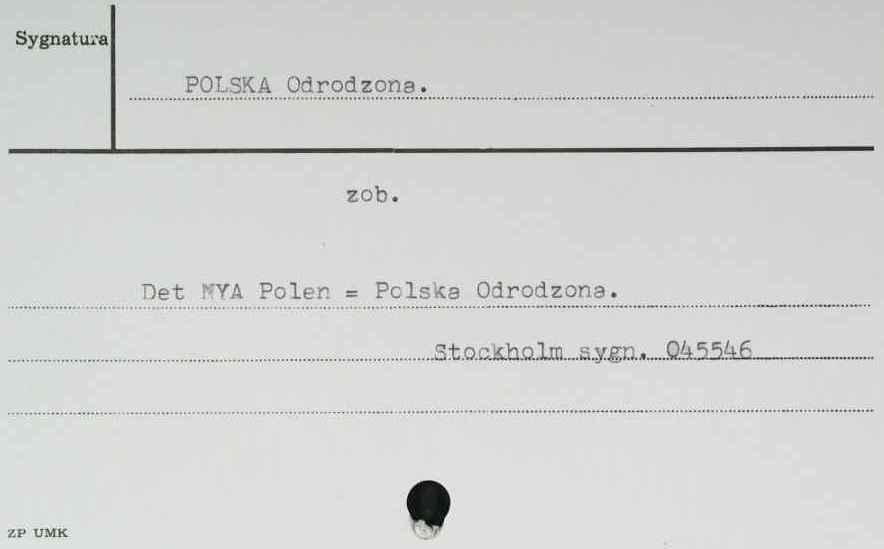 Sygnatura
POLSKA Odrodzona.
zob.
Det NYA Polen = Polska Odrodzona.
Stockholm sygn. 045546
ZP UMK